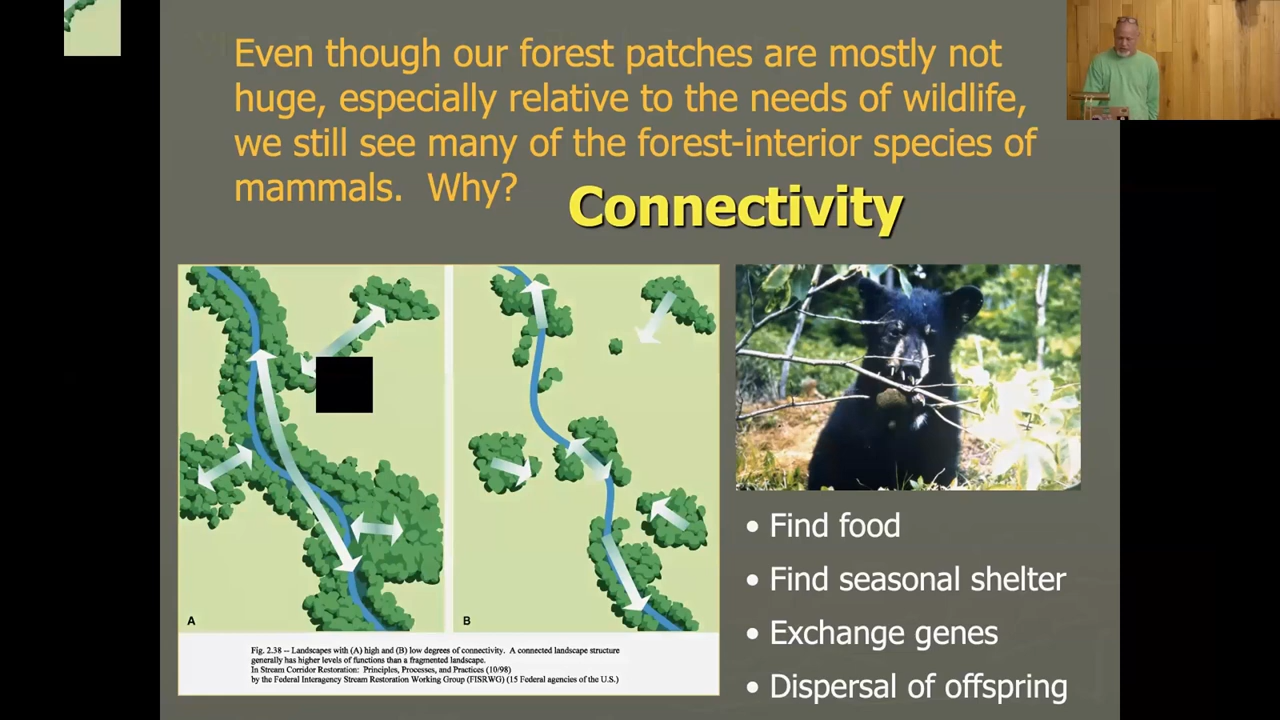 Even though our forest patches are mostly not
huge, especially relative to the needs of wildlife,
we still see many of the forest-interior species of
mammals.  Why?
Connectivity
A
B
Fig. 2.38 -- Landscapes with (A) high and (B) low degrees of connectivity.  A connected landscape structure
generally has higher levels of functions than a fragmented landscape.
In Stream Corridor Restoration:  Principles, Processes, and Practices (10/98)
by the Federal Interagency Stream Restoration Working Group (FISRWG) (15 Federal agencies of the U.S.)
• Find food
• Find seasonal shelter
• Exchange genes
• Dispersal of offspring